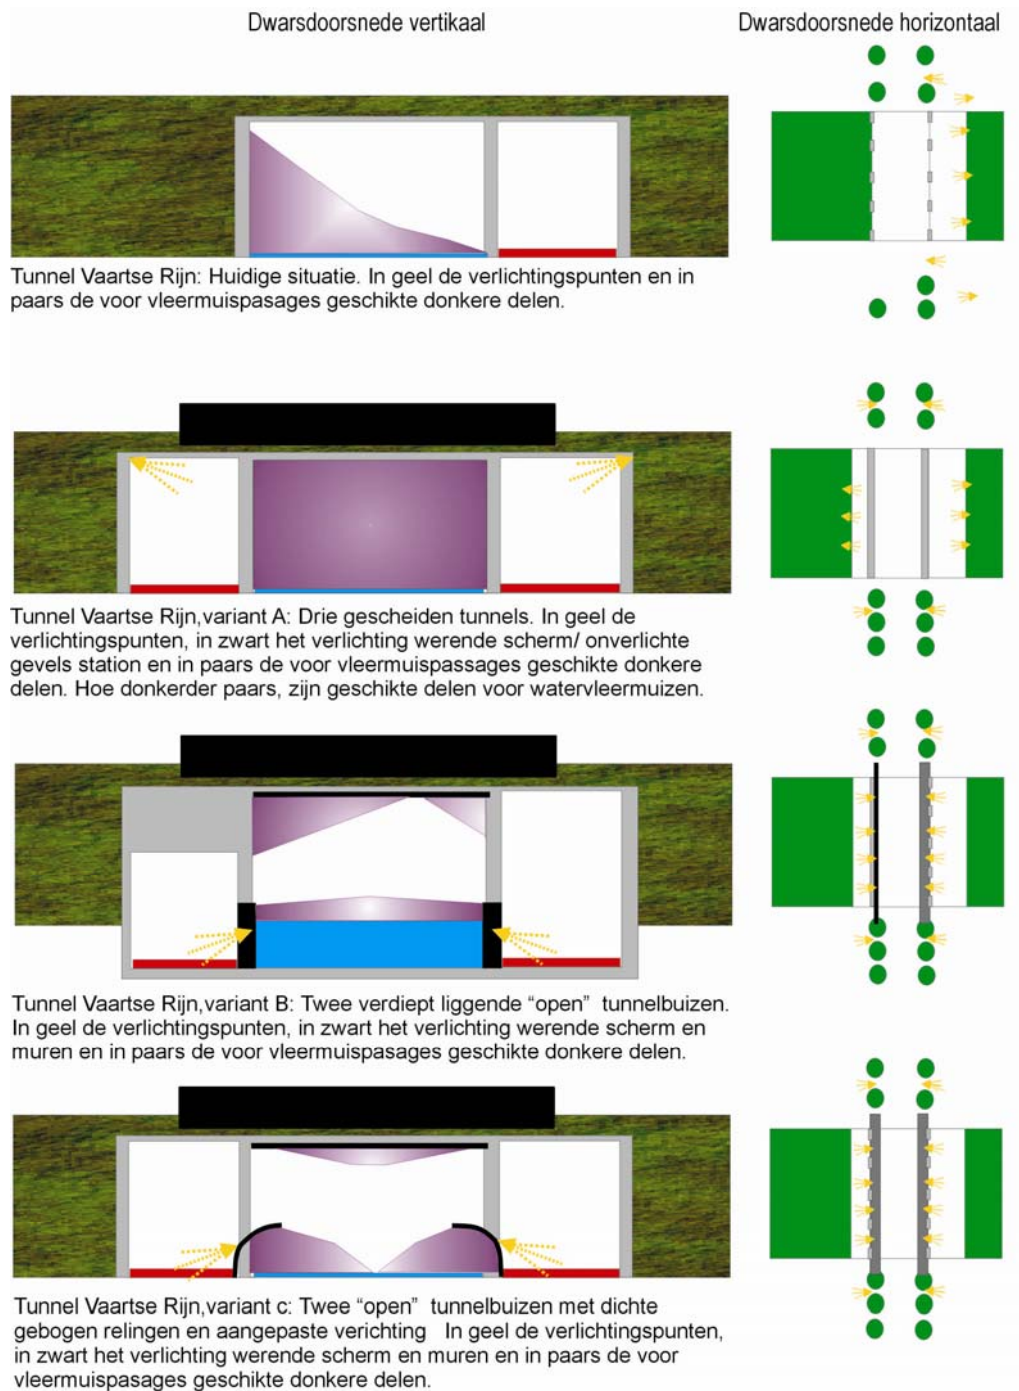 Dwarsdoorsnede vertikaal
Dwarsdoorsnede horizontaal
Tunnel Vaartse Rijn: Huidige situatie. In geel de verlichtingspunten en in
paars de voor vleermuispasages geschikte donkere delen.
Tunnel Vaartse Rijn,variant A: Drie gescheiden tunnels. In geel de
verlichtingspunten, in zwart het verlichting werende scherm/ onverlichte
gevels station en in paars de voor vleermuispassages geschikte donkere
delen. Hoe donkerder paars, zijn geschikte delen voor watervleermuizen.
Tunnel Vaartse Rijn,variant B: Twee verdiept liggende “open” tunnelbuizen.
In geel de verlichtingspunten, in zwart het verlichting werende scherm en
muren en in paars de voor vleermuispasages geschikte donkere delen.
Tunnel Vaartse Rijn,variant c: Twee “open” tunnelbuizen met dichte
gebogen relingen en aangepaste verichting In geel de verlichtingspunten,
in zwart het verlichting werende scherm en muren en in paars de voor
vleermuispasages geschikte donkere delen.